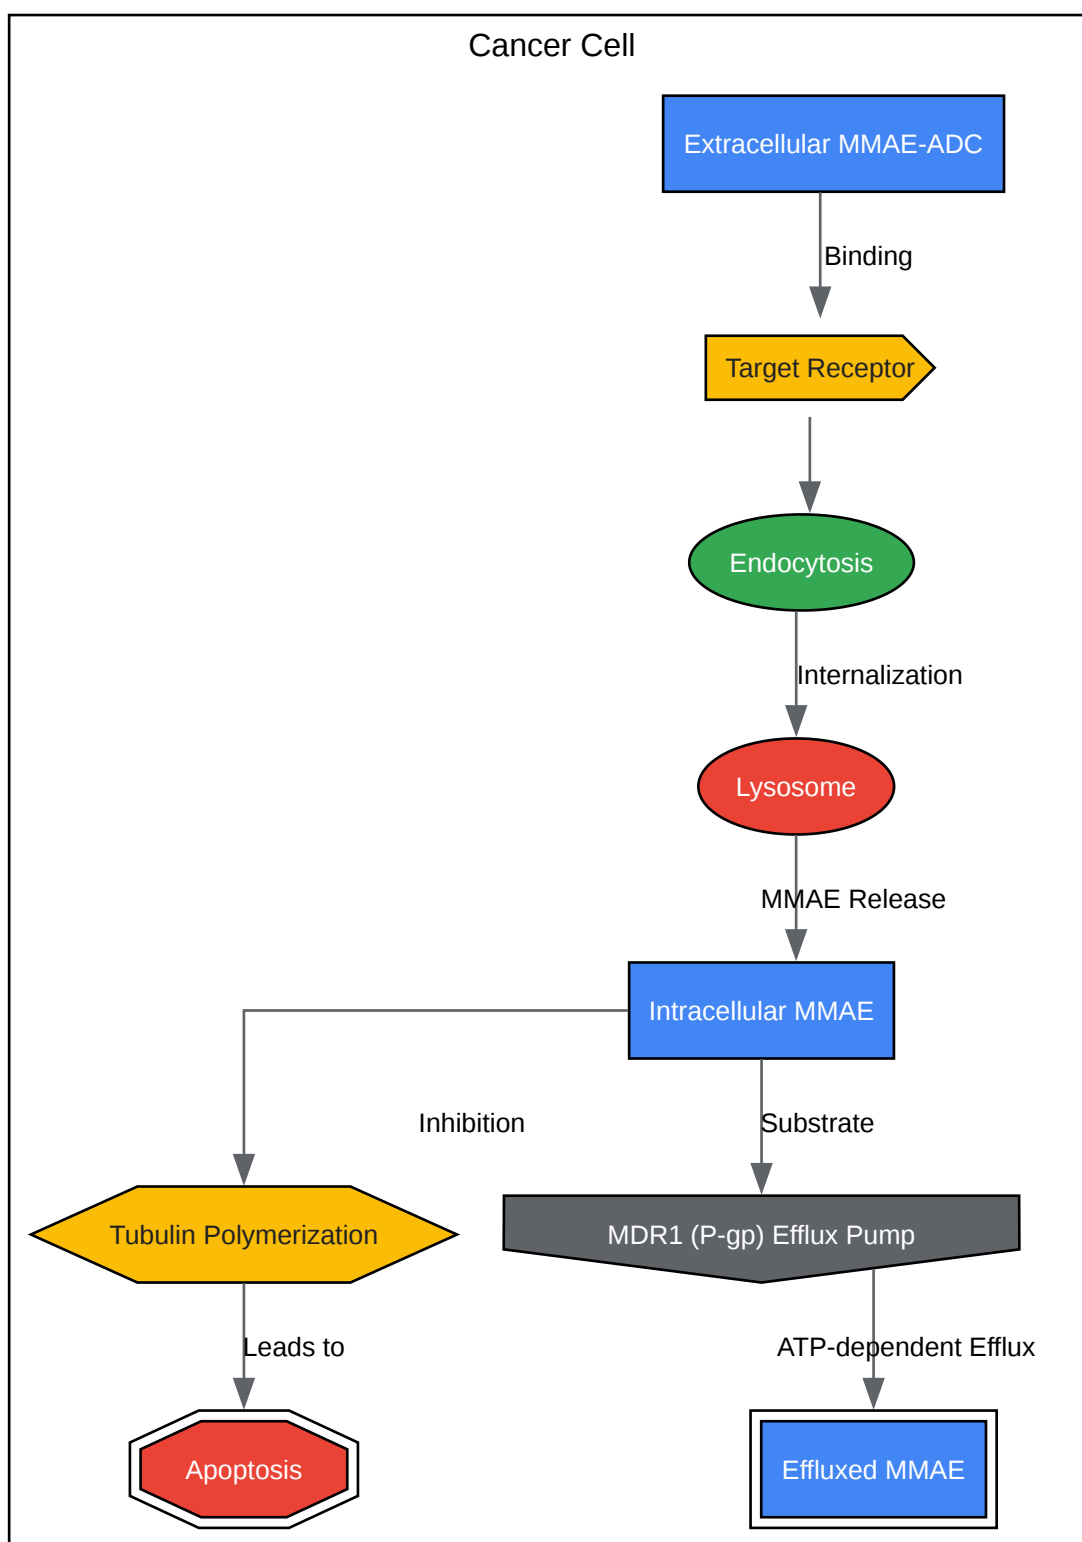 Cancer Cell
Extracellular MMAE-ADC
Binding
Target Receptor
Endocytosis
Internalization
Lysosome
MMAE Release
Intracellular MMAE
Inhibition
Substrate
Tubulin Polymerization
MDR1 (P-gp) Efflux Pump
Leads to
ATP-dependent Efflux
Apoptosis
Effluxed MMAE